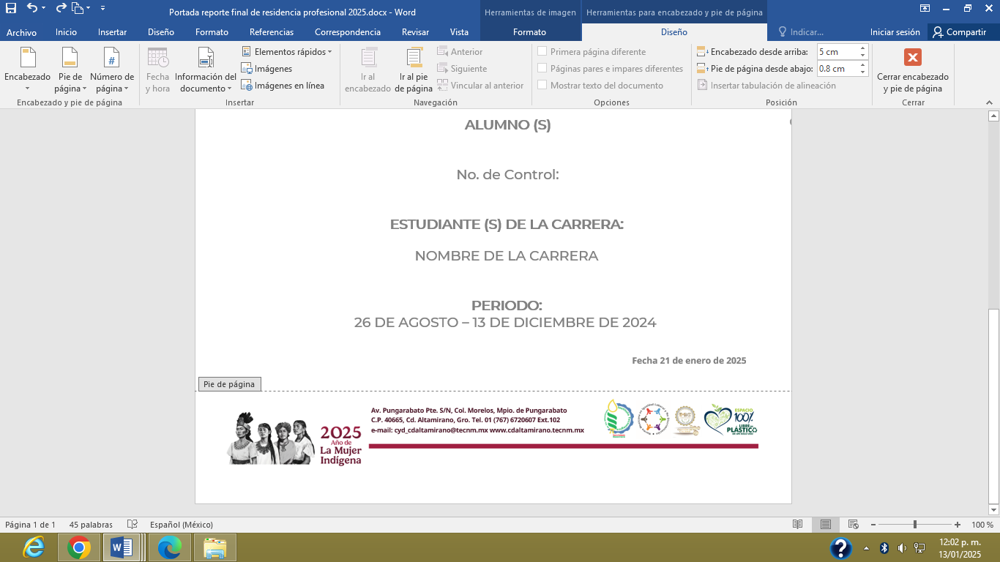 Portada reporte final de residencia profesional 2025.docx - Word
Herramientas de imagen
Herramientas para encabezado y pie de página
Archivo Inicio Insertar Diseño Formato Referencias Correspondencia Revisar Vista Formato Diseño Indicar... Iniciar sesión Compartir
Encabezado
Pie de página
Número de página
Encabezado y pie de página
Fecha y hora
Información del documento
Elementos rápidos
Imágenes
Imágenes en línea
Insertar
Ir al encabezado
Ir al pie de página
Anterior
Siguiente
Vincular al anterior
Navegación
Primera página diferente
Páginas pares e impares diferentes
Mostrar texto del documento
Opciones
Encabezado desde arriba: 5 cm
Pie de página desde abajo: 0.8 cm
Insertar tabulación de alineación
Posición
Cerrar encabezado
y pie de página
Cerrar
ALUMNO (S)
No. de Control:
ESTUDIANTE (S) DE LA CARRERA:
NOMBRE DE LA CARRERA
PERIODO:
26 DE AGOSTO – 13 DE DICIEMBRE DE 2024
Fecha 21 de enero de 2025
Pie de página
2025
Año de
La Mujer
Indígena
Av. Pungarabato Pte. S/N, Col. Morelos, Mpio. de Pungarabato
C.P. 40665, Cd. Altamirano, Gro. Tel. 01 (767) 6720607 Ext.102
e-mail: cyd_cdaltamirano@tecnm.mx www.cdaltamirano.tecnm.mx
ESPACIO
100%
LIBRE DE
PLÁSTICO
DE UN SOLO USO
Página 1 de 1 45 palabras Español (México) 100 %
12:02 p. m.
13/01/2025